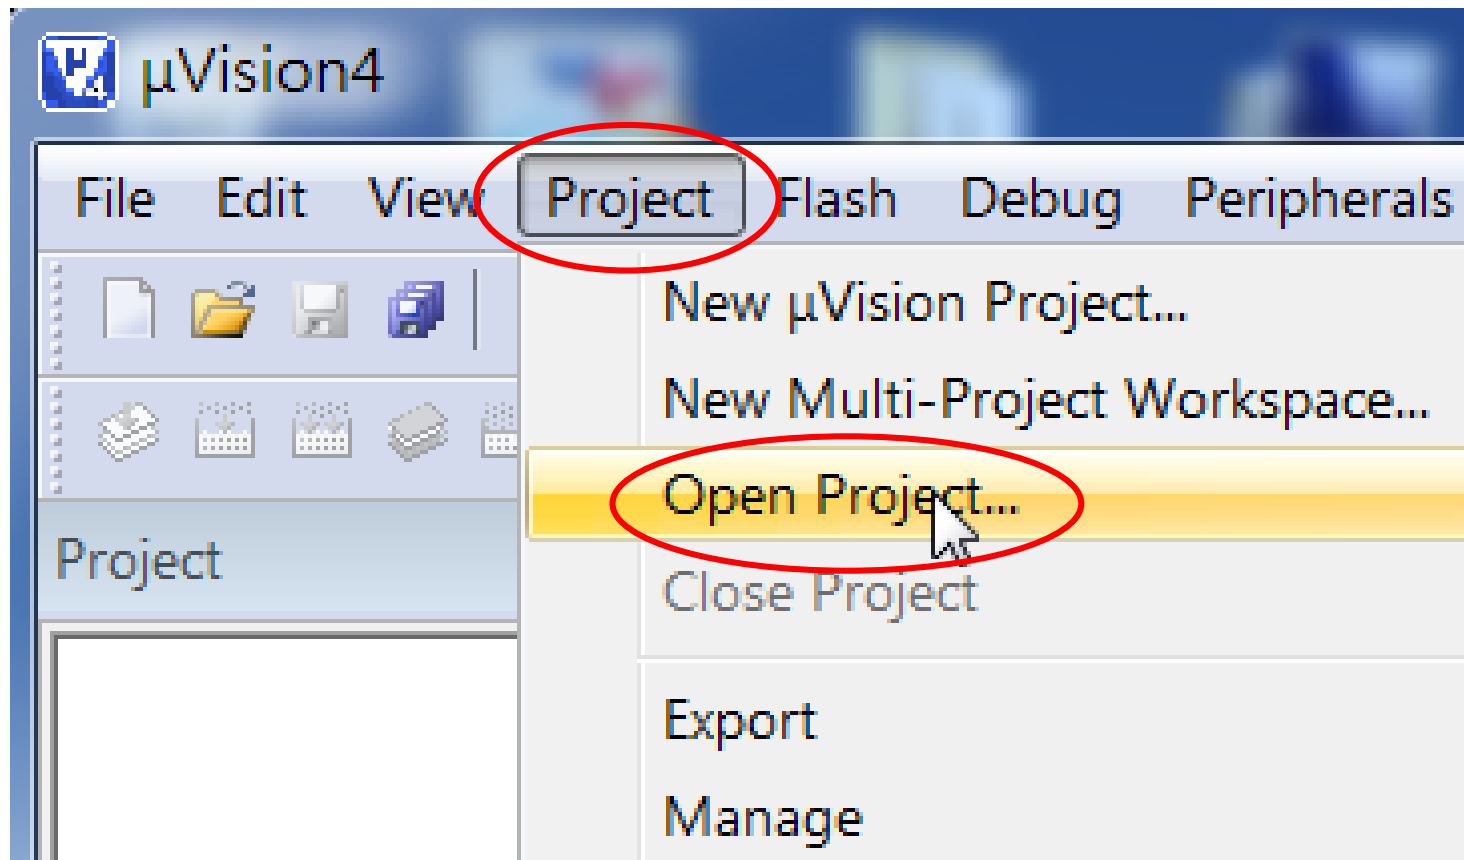 µVision4
File Edit View Project Flash Debug Peripherals
New µVision Project...
New Multi-Project Workspace...
Open Project...
Project
Close Project
Export
Manage